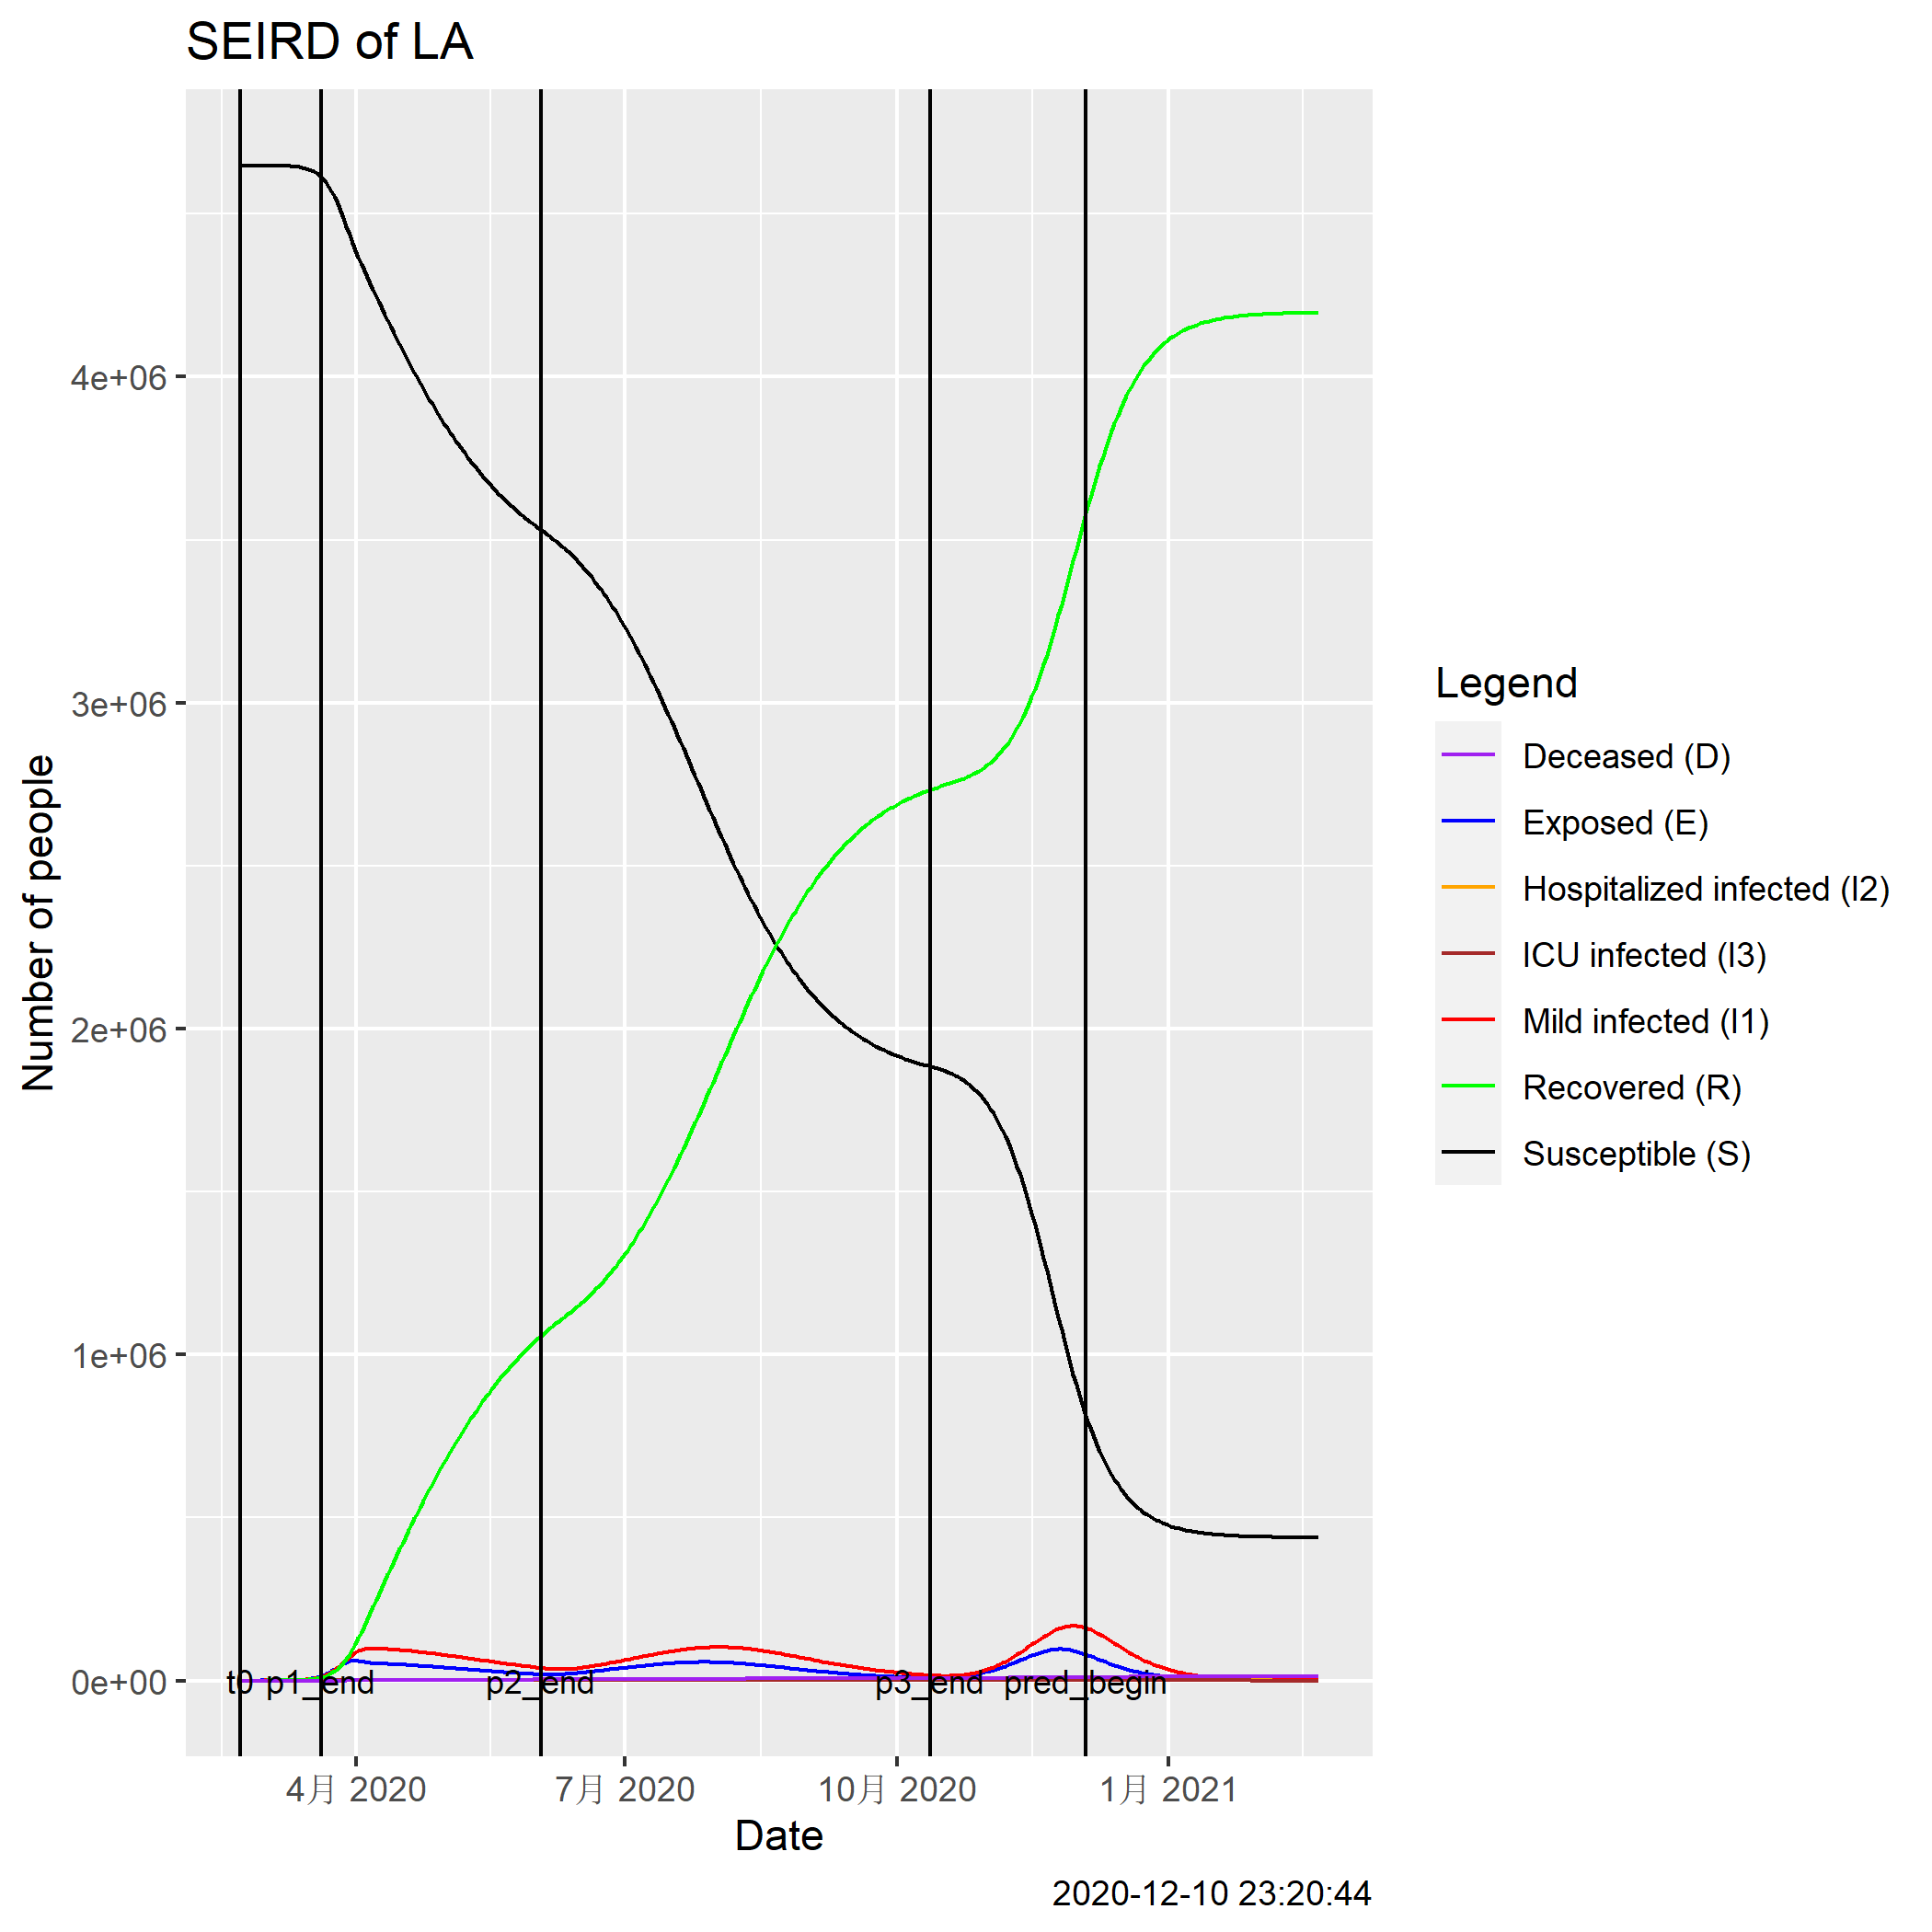 SEIRD of LA
Number of people
4e+06
3e+06
2e+06
1e+06
0e+00
t0 p1_end p2_end p3_end pred_begin
4月 2020 7月 2020 10月 2020 1月 2021
Date
Legend
Deceased (D)
Exposed (E)
Hospitalized infected (I2)
ICU infected (I3)
Mild infected (I1)
Recovered (R)
Susceptible (S)
2020-12-10 23:20:44